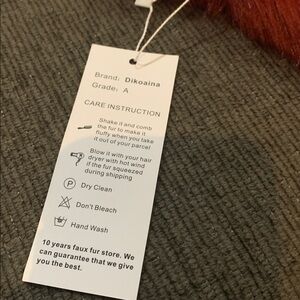 Brand: Dikoaina
Grade: A
CARE INSTRUCTION
Shake it and comb
the fur to make it
fluffy when you take
it out of your parcel
Blow it with your hair
dryer with hot wind
if the fur squeezed
during shipping
P Dry Clean
Don't Bleach
Hand Wash
10 years faux fur store. We
can guarantee that we give
you the best.